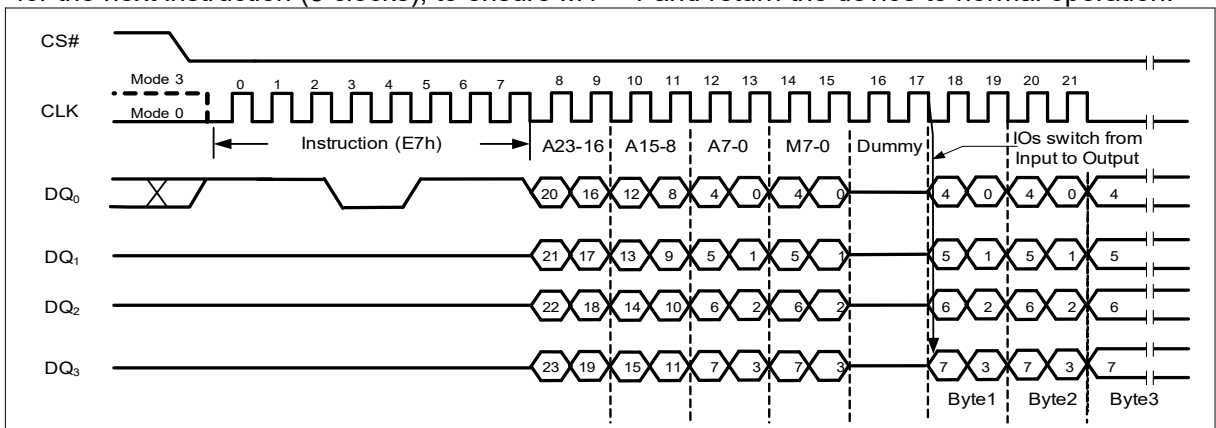 for the next instruction (8 clocks), to ensure M4 = 1 and return the device to normal operation.
CS#
Mode 3
0 1 2 3 4 5 6 7 8 9 10 11 12 13 14 15 16 17 18 19 20 21
CLK
Mode 0
Instruction (E7h) A23-16 A15-8 A7-0 M7-0 Dummy
IOs switch from
Input to Output
DQ0 20 16 12 8 4 0 4 0 4 0 4 0 4
DQ1 21 17 13 9 5 1 5 1 5 1 5 1 5
DQ2 22 18 14 10 6 2 6 2 6 2 6 2 6
DQ3 23 19 15 11 7 3 7 3 7 3 7 3 7
Byte1 Byte2 Byte3